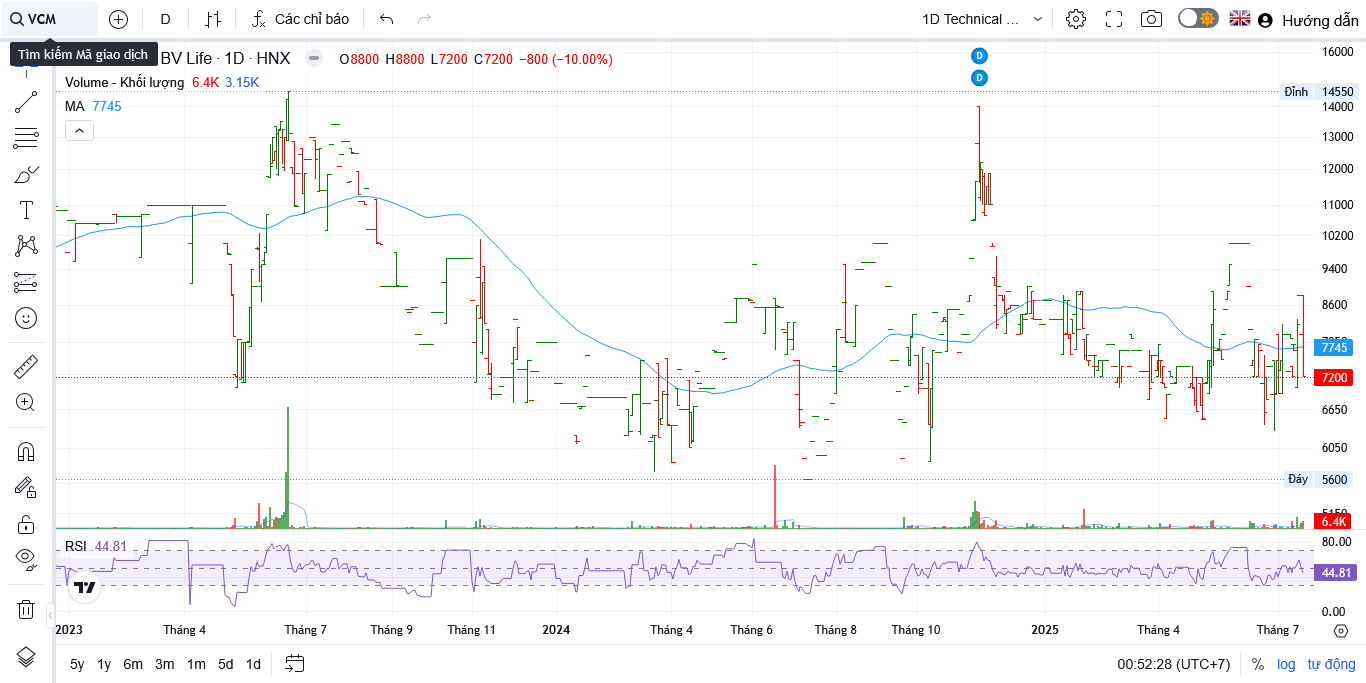 VCM
D
Các chỉ báo
1D Technical ...
Hướng dẫn
Tìm kiếm Mã giao dịch
BV Life · 1D · HNX
O8800 H8800 L7200 C7200 −800 (−10.00%)
Volume - Khối lượng 6.4K 3.15K
MA 7745
D
D
16000
Đỉnh 14550
14000
13000
12000
11000
10200
9400
8600
7745
7200
6650
6050
Đáy 5600
6.4K
RSI 44.81
80.00
44.81
0.00
2023 Tháng 4 Tháng 7 Tháng 9 Tháng 11 2024 Tháng 4 Tháng 6 Tháng 8 Tháng 10 2025 Tháng 4 Tháng 7
5y 1y 6m 3m 1m 5d 1d
00:52:28 (UTC+7) % log tự động